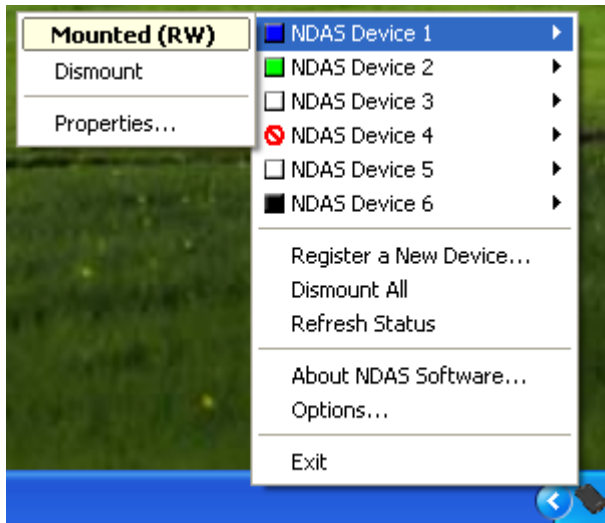 Mounted (RW)
Dismount
Properties...
NDAS Device 1
NDAS Device 2
NDAS Device 3
NDAS Device 4
NDAS Device 5
NDAS Device 6
Register a New Device...
Dismount All
Refresh Status
About NDAS Software...
Options...
Exit